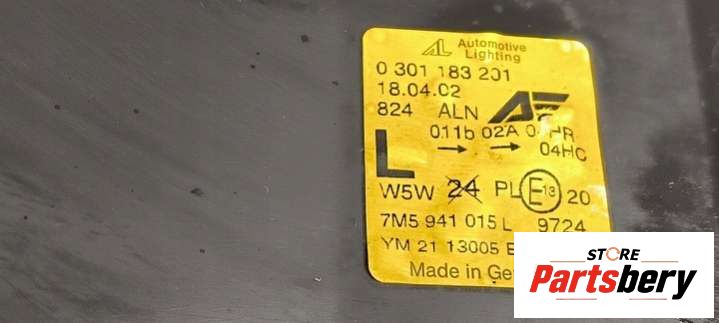 AL Automotive
Lighting
0 301 183 201
18.04.02
824 ALN
011b 02A
04HC
L
W5W 24 PL E13 20
7M5 941 015 L 9724
YM 21 13005
Made in
STORE
Partsbery